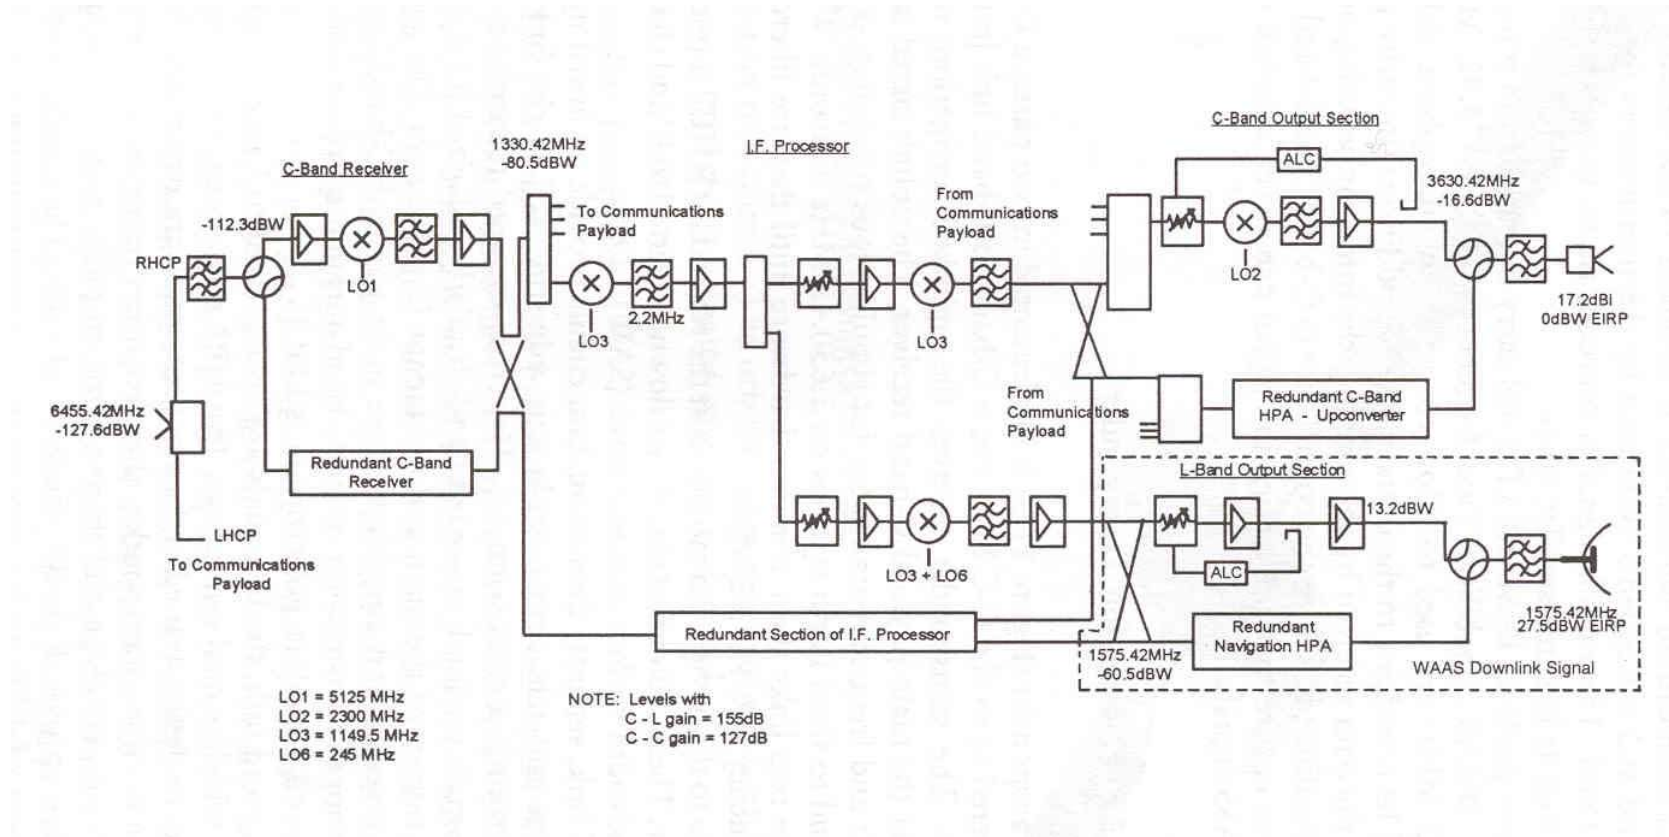 C-Band Output Section
ALC
1330.42MHz
-80.5dBW
I.F. Processor
C-Band Receiver
3630.42MHz
-16.6dBW
From
Communications
Payload
To Communications
Payload
-112.3dBW
RHCP
LO1
LO2
17.2dBi
0dBW EIRP
2.2MHz
LO3
LO3
From
Communications
Payload
Redundant C-Band
HPA - Upconverter
6455.42MHz
-127.6dBW
Redundant C-Band
Receiver
L-Band Output Section
13.2dBW
LHCP
To Communications
Payload
LO3 + LO6
ALC
1575.42MHz
27.5dBW EIRP
Redundant Section of I.F. Processor
Redundant
Navigation HPA
1575.42MHz
-60.5dBW
WAAS Downlink Signal
LO1 = 5125 MHz
LO2 = 2300 MHz
LO3 = 1149.5 MHz
LO6 = 245 MHz
NOTE: Levels with
C - L gain = 155dB
C - C gain = 127dB